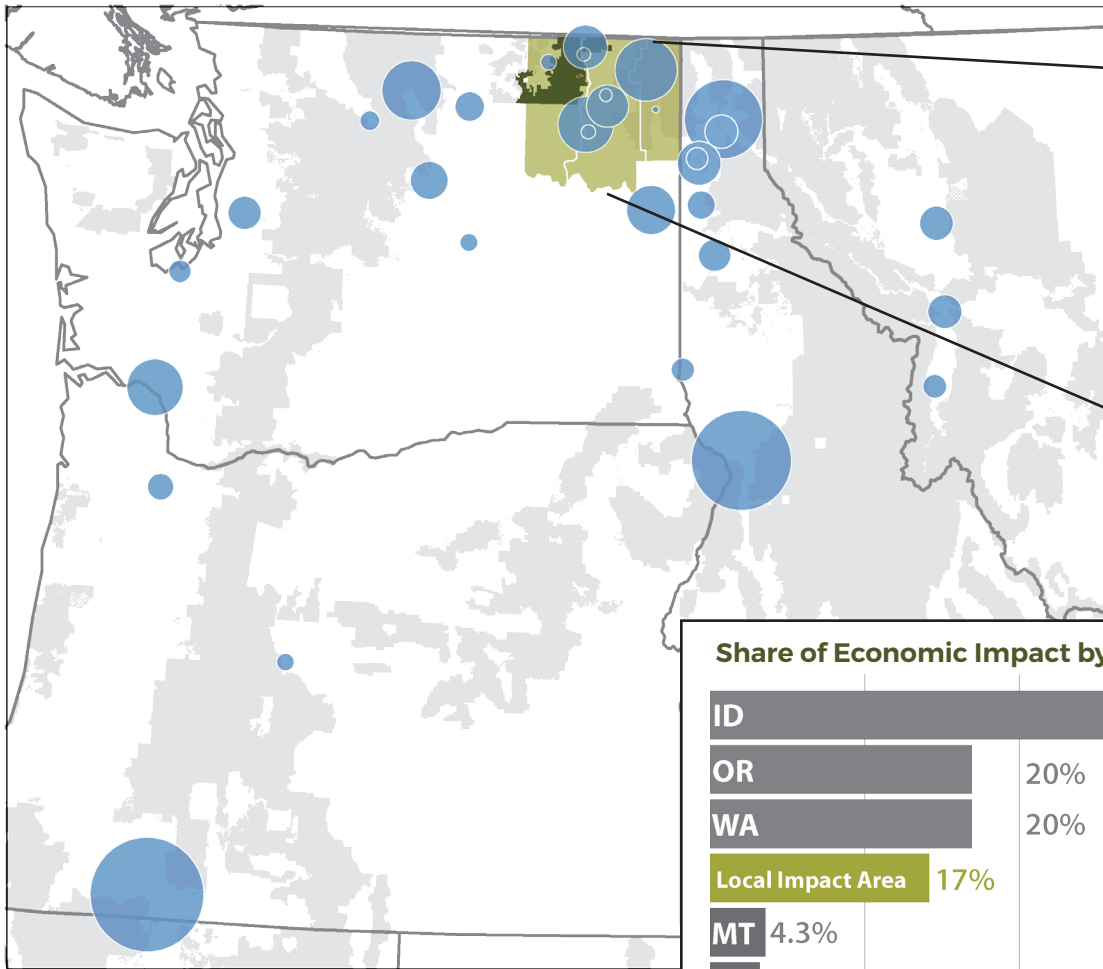 Share of Economic Impact by
ID
OR 20%
WA 20%
Local Impact Area 17%
MT 4.3%